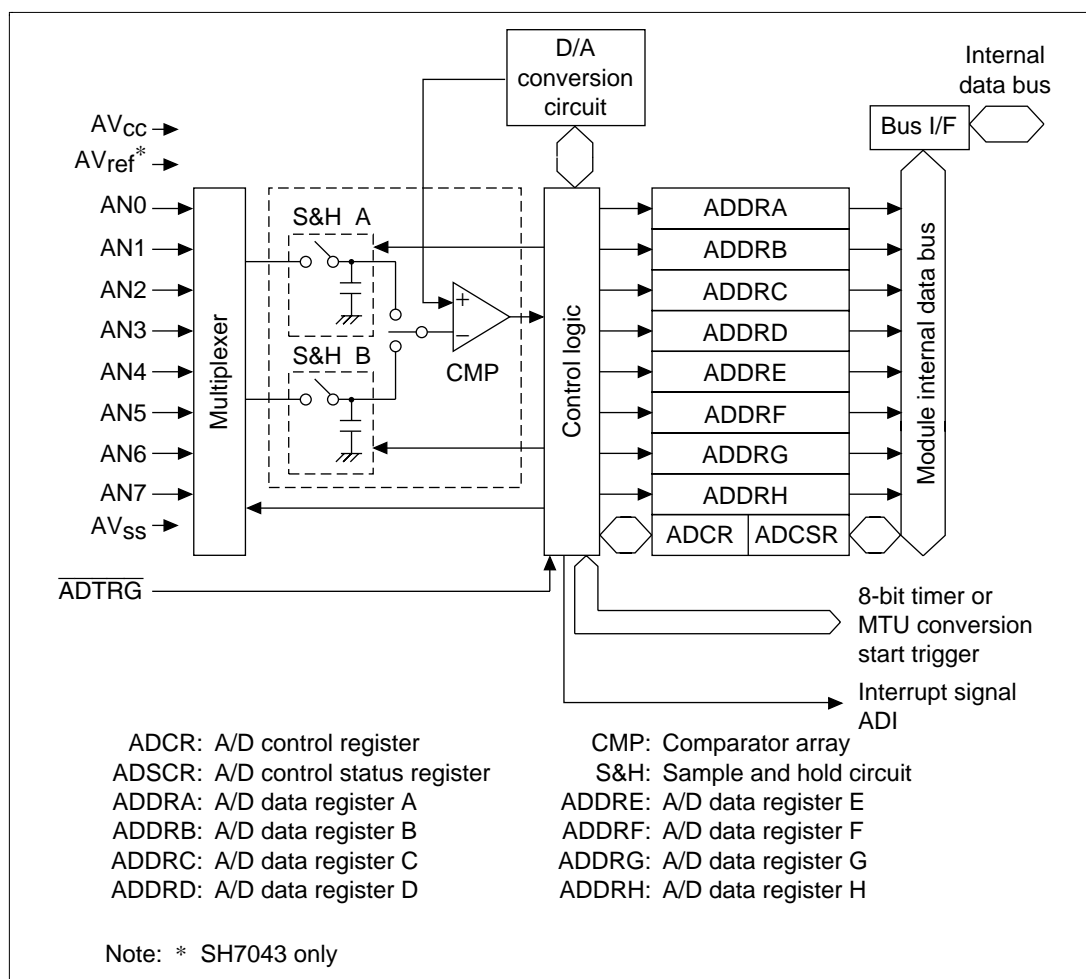 D/A
conversion
circuit
Internal
data bus
Bus I/F
AVcc
AVref*
AN0
AN1
AN2
AN3
AN4
AN5
AN6
AN7
AVss
Multiplexer
S&H A
S&H B
+
−
CMP
Control logic
ADDRA
ADDRB
ADDRC
ADDRD
ADDRE
ADDRF
ADDRG
ADDRH
ADCR
ADCSR
Module internal data bus
ADTRG
8-bit timer or
MTU conversion
start trigger
Interrupt signal
ADI
ADCR: A/D control register
ADSCR: A/D control status register
ADDRA: A/D data register A
ADDRB: A/D data register B
ADDRC: A/D data register C
ADDRD: A/D data register D
CMP: Comparator array
S&H: Sample and hold circuit
ADDRE: A/D data register E
ADDRF: A/D data register F
ADDRG: A/D data register G
ADDRH: A/D data register H
Note: * SH7043 only